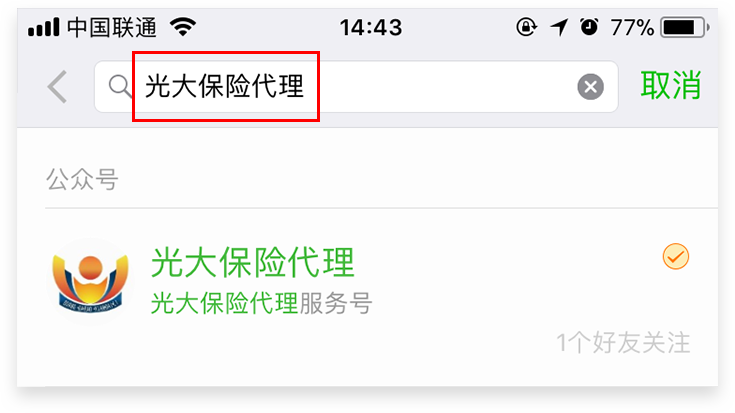 中国联通 14:43 77%
光大保险代理 取消
公众号
光大保险代理
光大保险代理服务号
1个好友关注